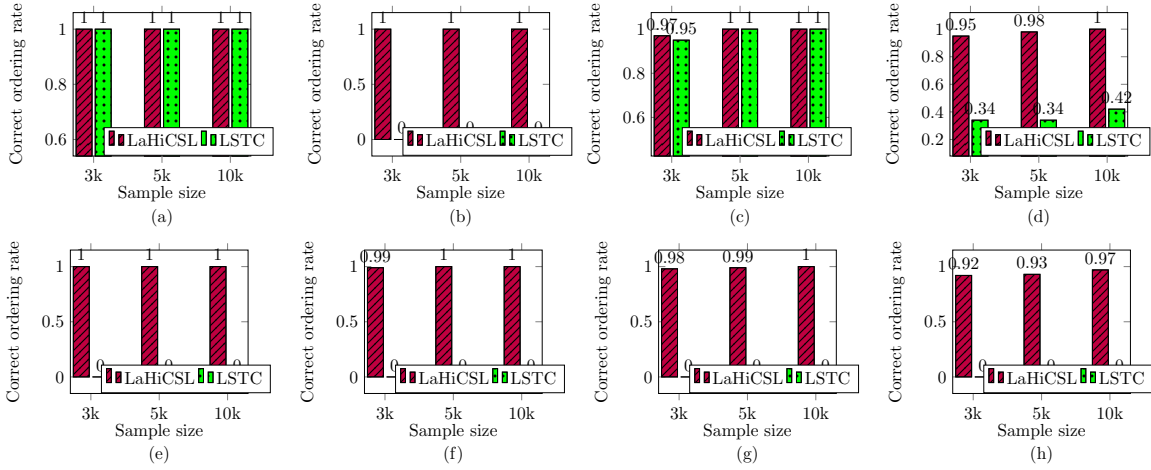 Correct ordering rate
1 1 1 1 1 1
1
0.8
0.6
LaHiCSL LSTC
3k 5k 10k
Sample size
(a)
Correct ordering rate
1 1 1
1
0.5
0
0 0 0
LaHiCSL LSTC
3k 5k 10k
Sample size
(b)
Correct ordering rate
0.97 0.95 1 1 1 1
1
0.8
0.6
LaHiCSL LSTC
3k 5k 10k
Sample size
(c)
Correct ordering rate
0.95 0.34 0.98 0.34 1 0.42
1
0.8
0.6
0.4
0.2
LaHiCSL LSTC
3k 5k 10k
Sample size
(d)
Correct ordering rate
1 1 1
1
0.5
0
0 0 0
LaHiCSL LSTC
3k 5k 10k
Sample size
(e)
Correct ordering rate
0.99 1 1
1
0.5
0
0 0 0
LaHiCSL LSTC
3k 5k 10k
Sample size
(f)
Correct ordering rate
0.98 0.99 1
1
0.5
0
0 0 0
LaHiCSL LSTC
3k 5k 10k
Sample size
(g)
Correct ordering rate
0.92 0.93 0.97
1
0.5
0
0 0 0
LaHiCSL LSTC
3k 5k 10k
Sample size
(h)